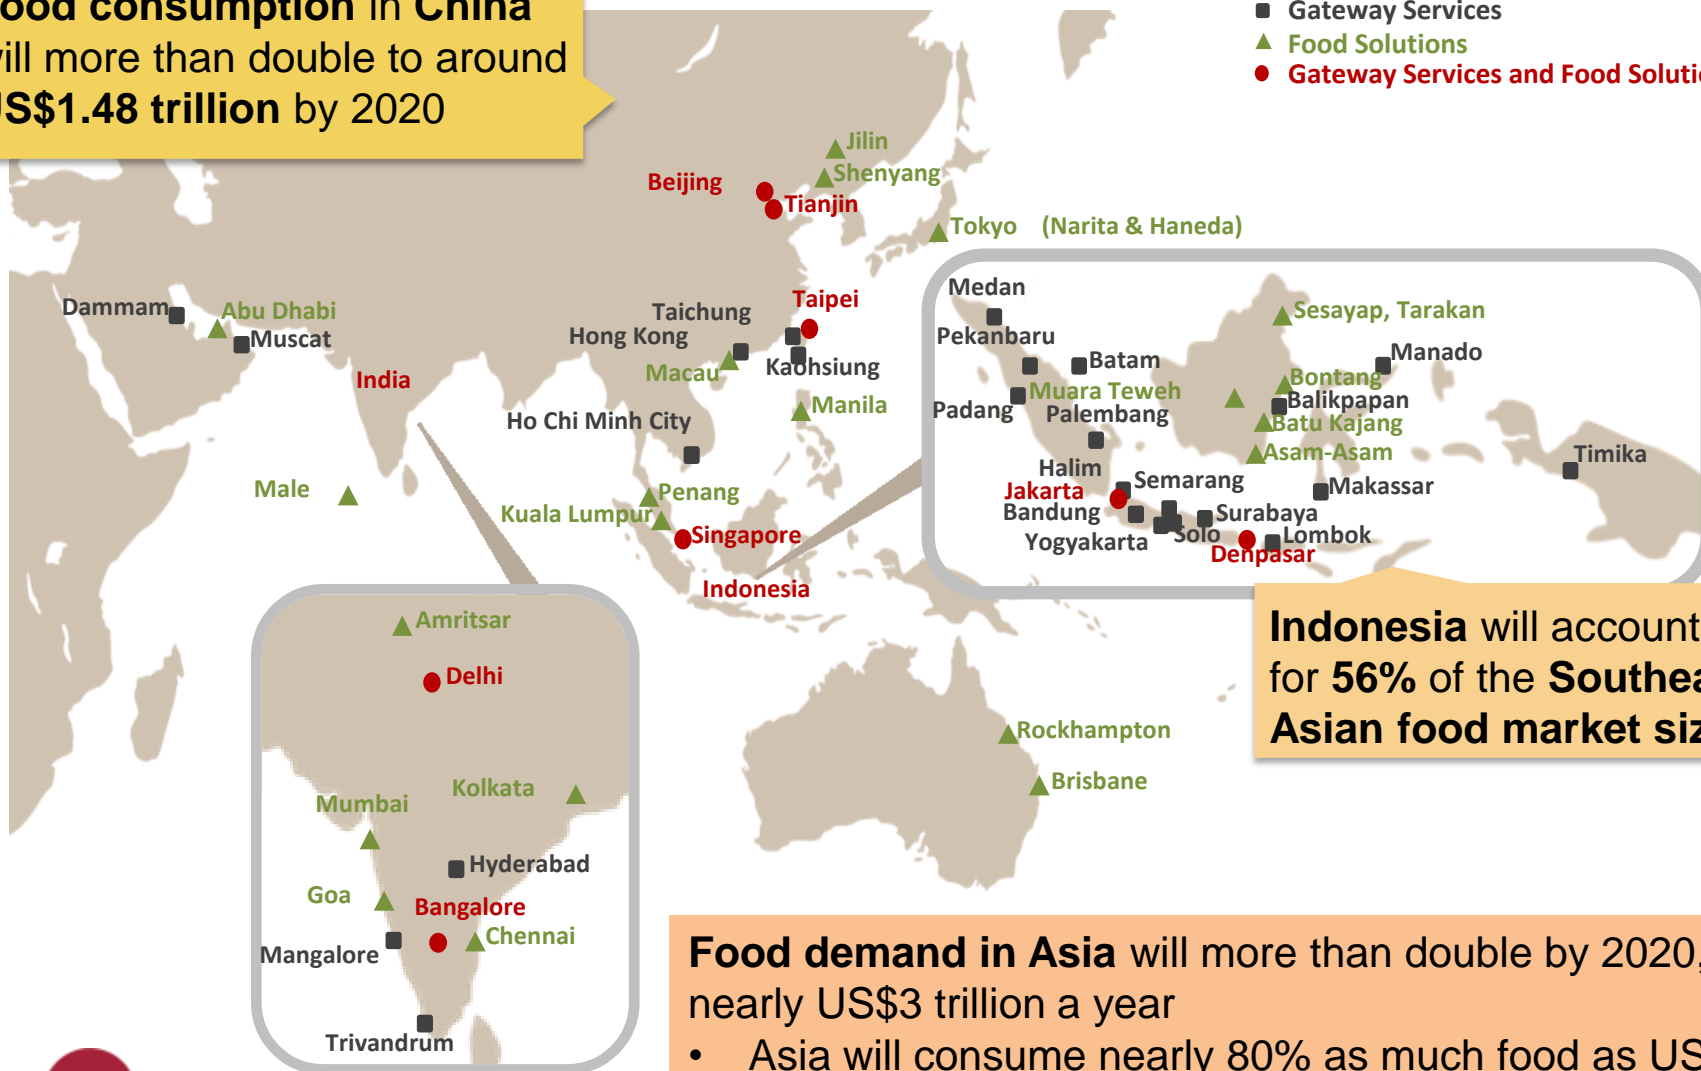 consumption in China
will more than double to around
US$1.48 trillion by 2020
Gateway Services
Food Solutions
Gateway Services and Food
Jilin
Shenyang
Beijing
Tianjin
Tokyo (Narita & Haneda)
Dammam
Abu Dhabi
Muscat
Taipei
Taichung
Hong Kong
Macau
Kaohsiung
India
Manila
Ho Chi Minh City
Male
Penang
Kuala Lumpur
Singapore
Indonesia
Medan
Pekanbaru
Batam
Sesayap, Tarakan
Manado
Muara Teweh
Bontang
Padang
Palembang
Balikpapan
Batu Kajang
Asam-Asam
Timika
Halim
Semarang
Makassar
Jakarta
Bandung
Surabaya
Yogyakarta
Solo
Lombok
Denpasar
Indonesia will account
for 56% of the
Asian food market
Amritsar
Delhi
Kolkata
Mumbai
Hyderabad
Goa
Bangalore
Chennai
Mangalore
Trivandrum
Rockhampton
Brisbane
Food demand in Asia will more than double by 2020,
nearly US$3 trillion a year
• Asia will consume nearly 80% as much food as US